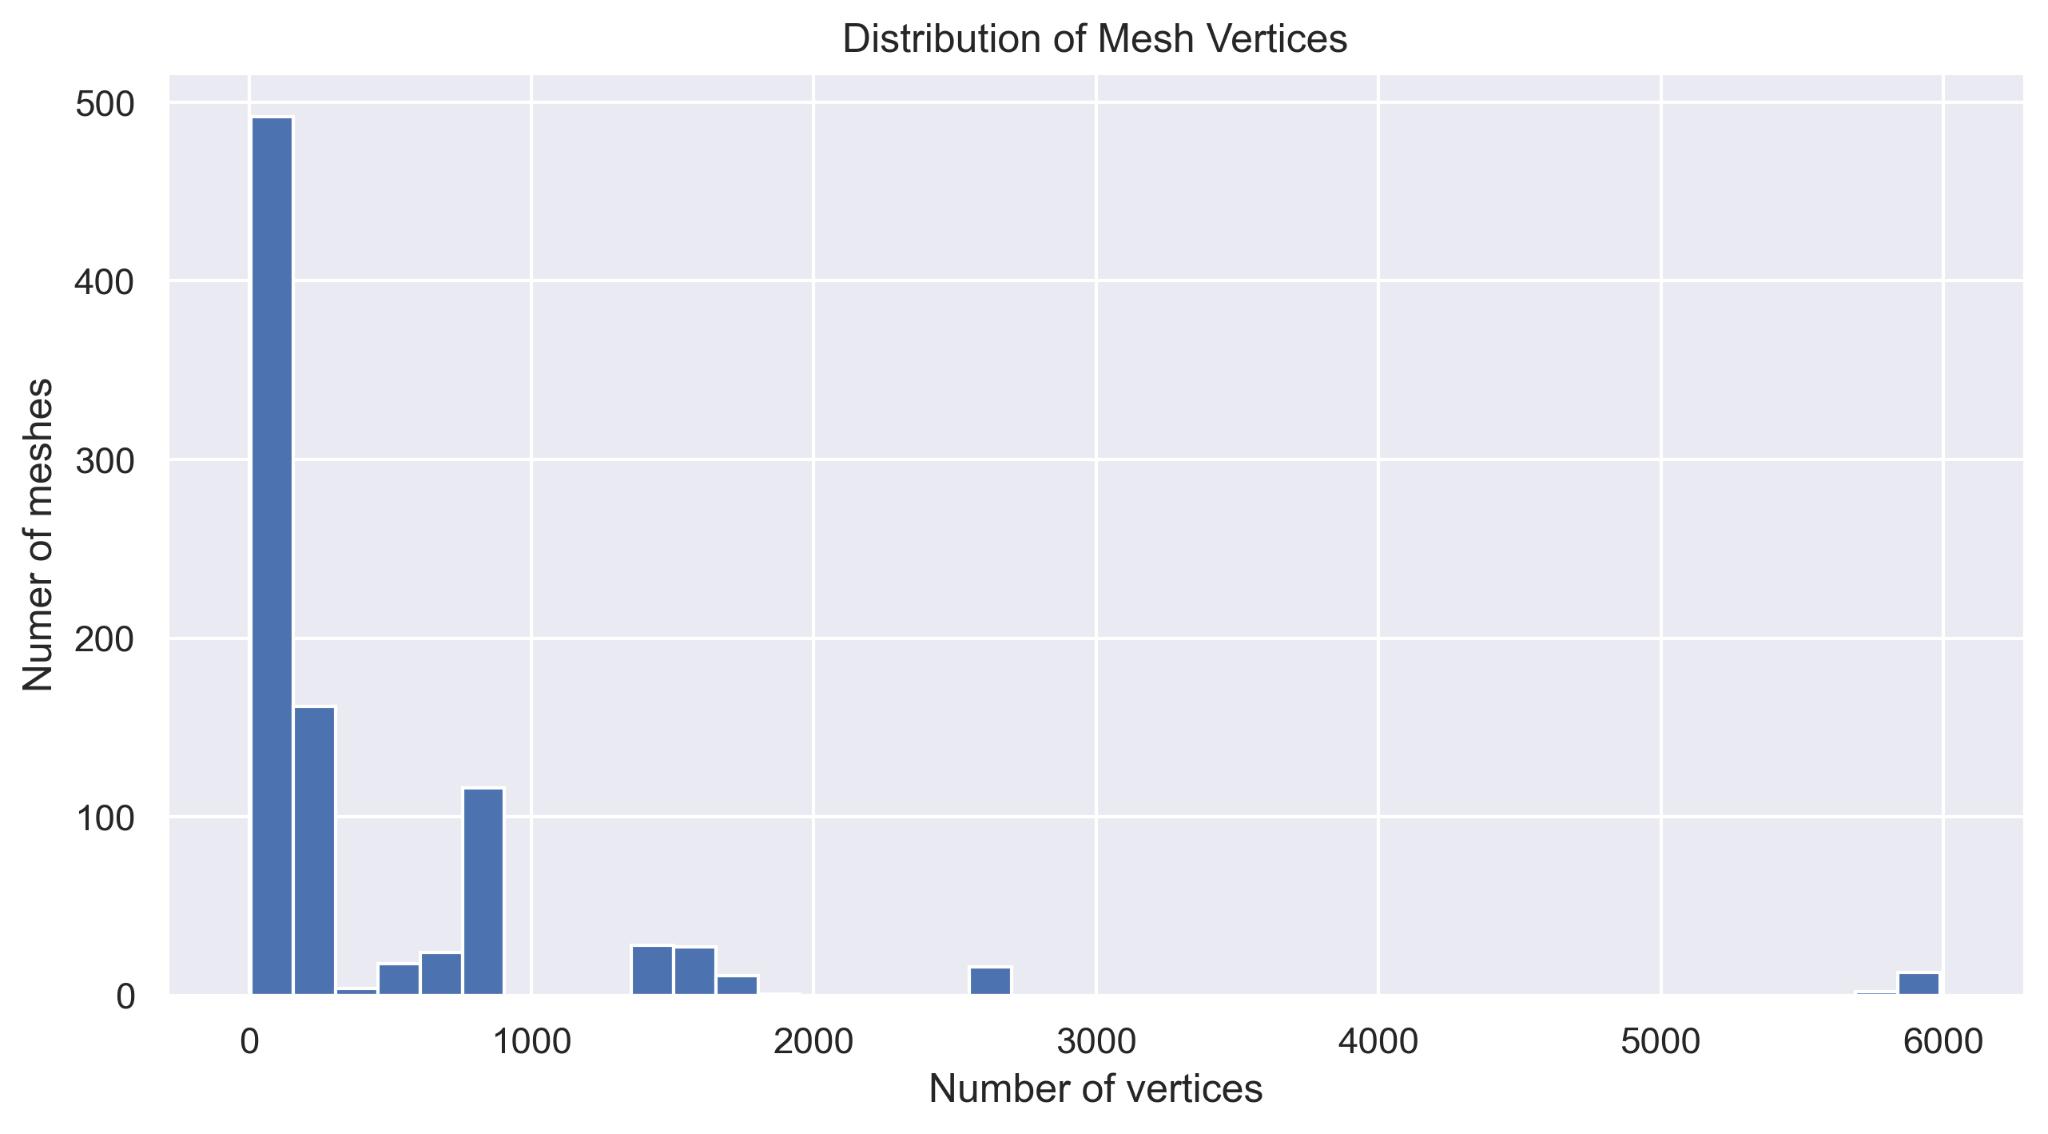 Distribution of Mesh Vertices
500
400
300
200
100
0
Numer of meshes
0 1000 2000 3000 4000 5000 6000
Number of vertices